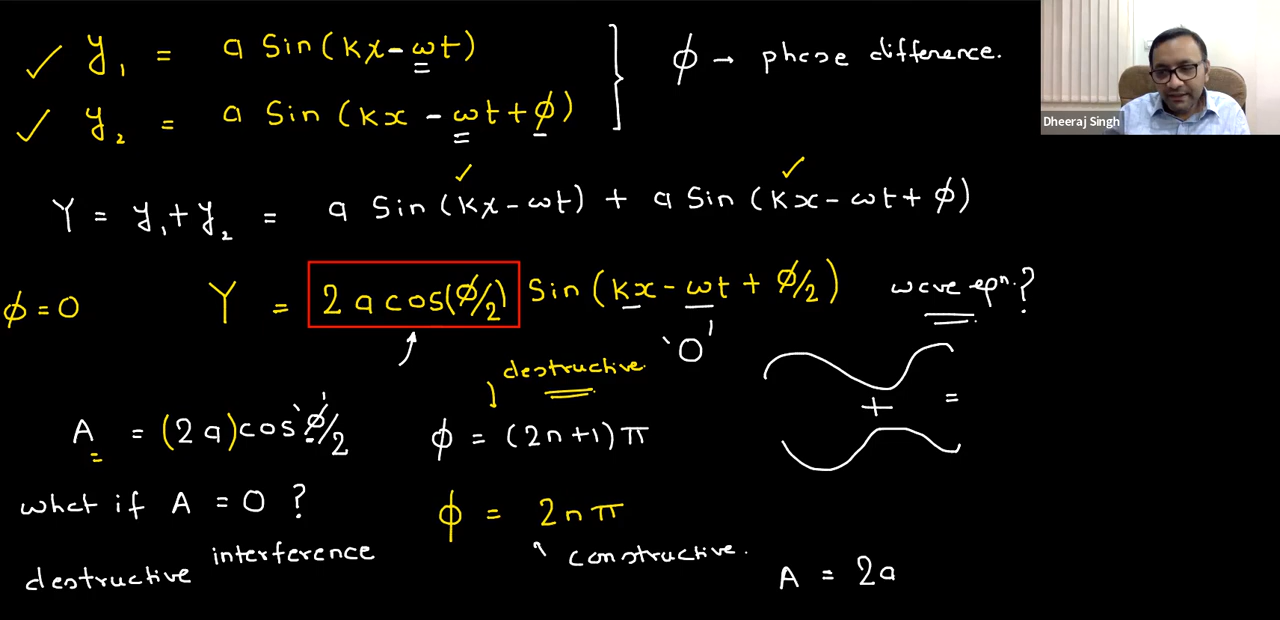 y₁ = a Sin(kx - ωt)
y₂ = a Sin (kx - ωt + ϕ)
ϕ → phase difference.
Dheeraj Singh
Y = y₁ + y₂ = a Sin (kx - ωt) + a Sin (kx - ωt + ϕ)
ϕ = 0
Y = 2 a cos(ϕ/2) Sin (kx - ωt + ϕ/2)
wave eqⁿ. ?
destructive
'0'
+ =
A = (2a) cos 'ϕ'/2
ϕ = (2n+1) π
what if A = 0 ?
ϕ = 2nπ
destructive interference
constructive.
A = 2a